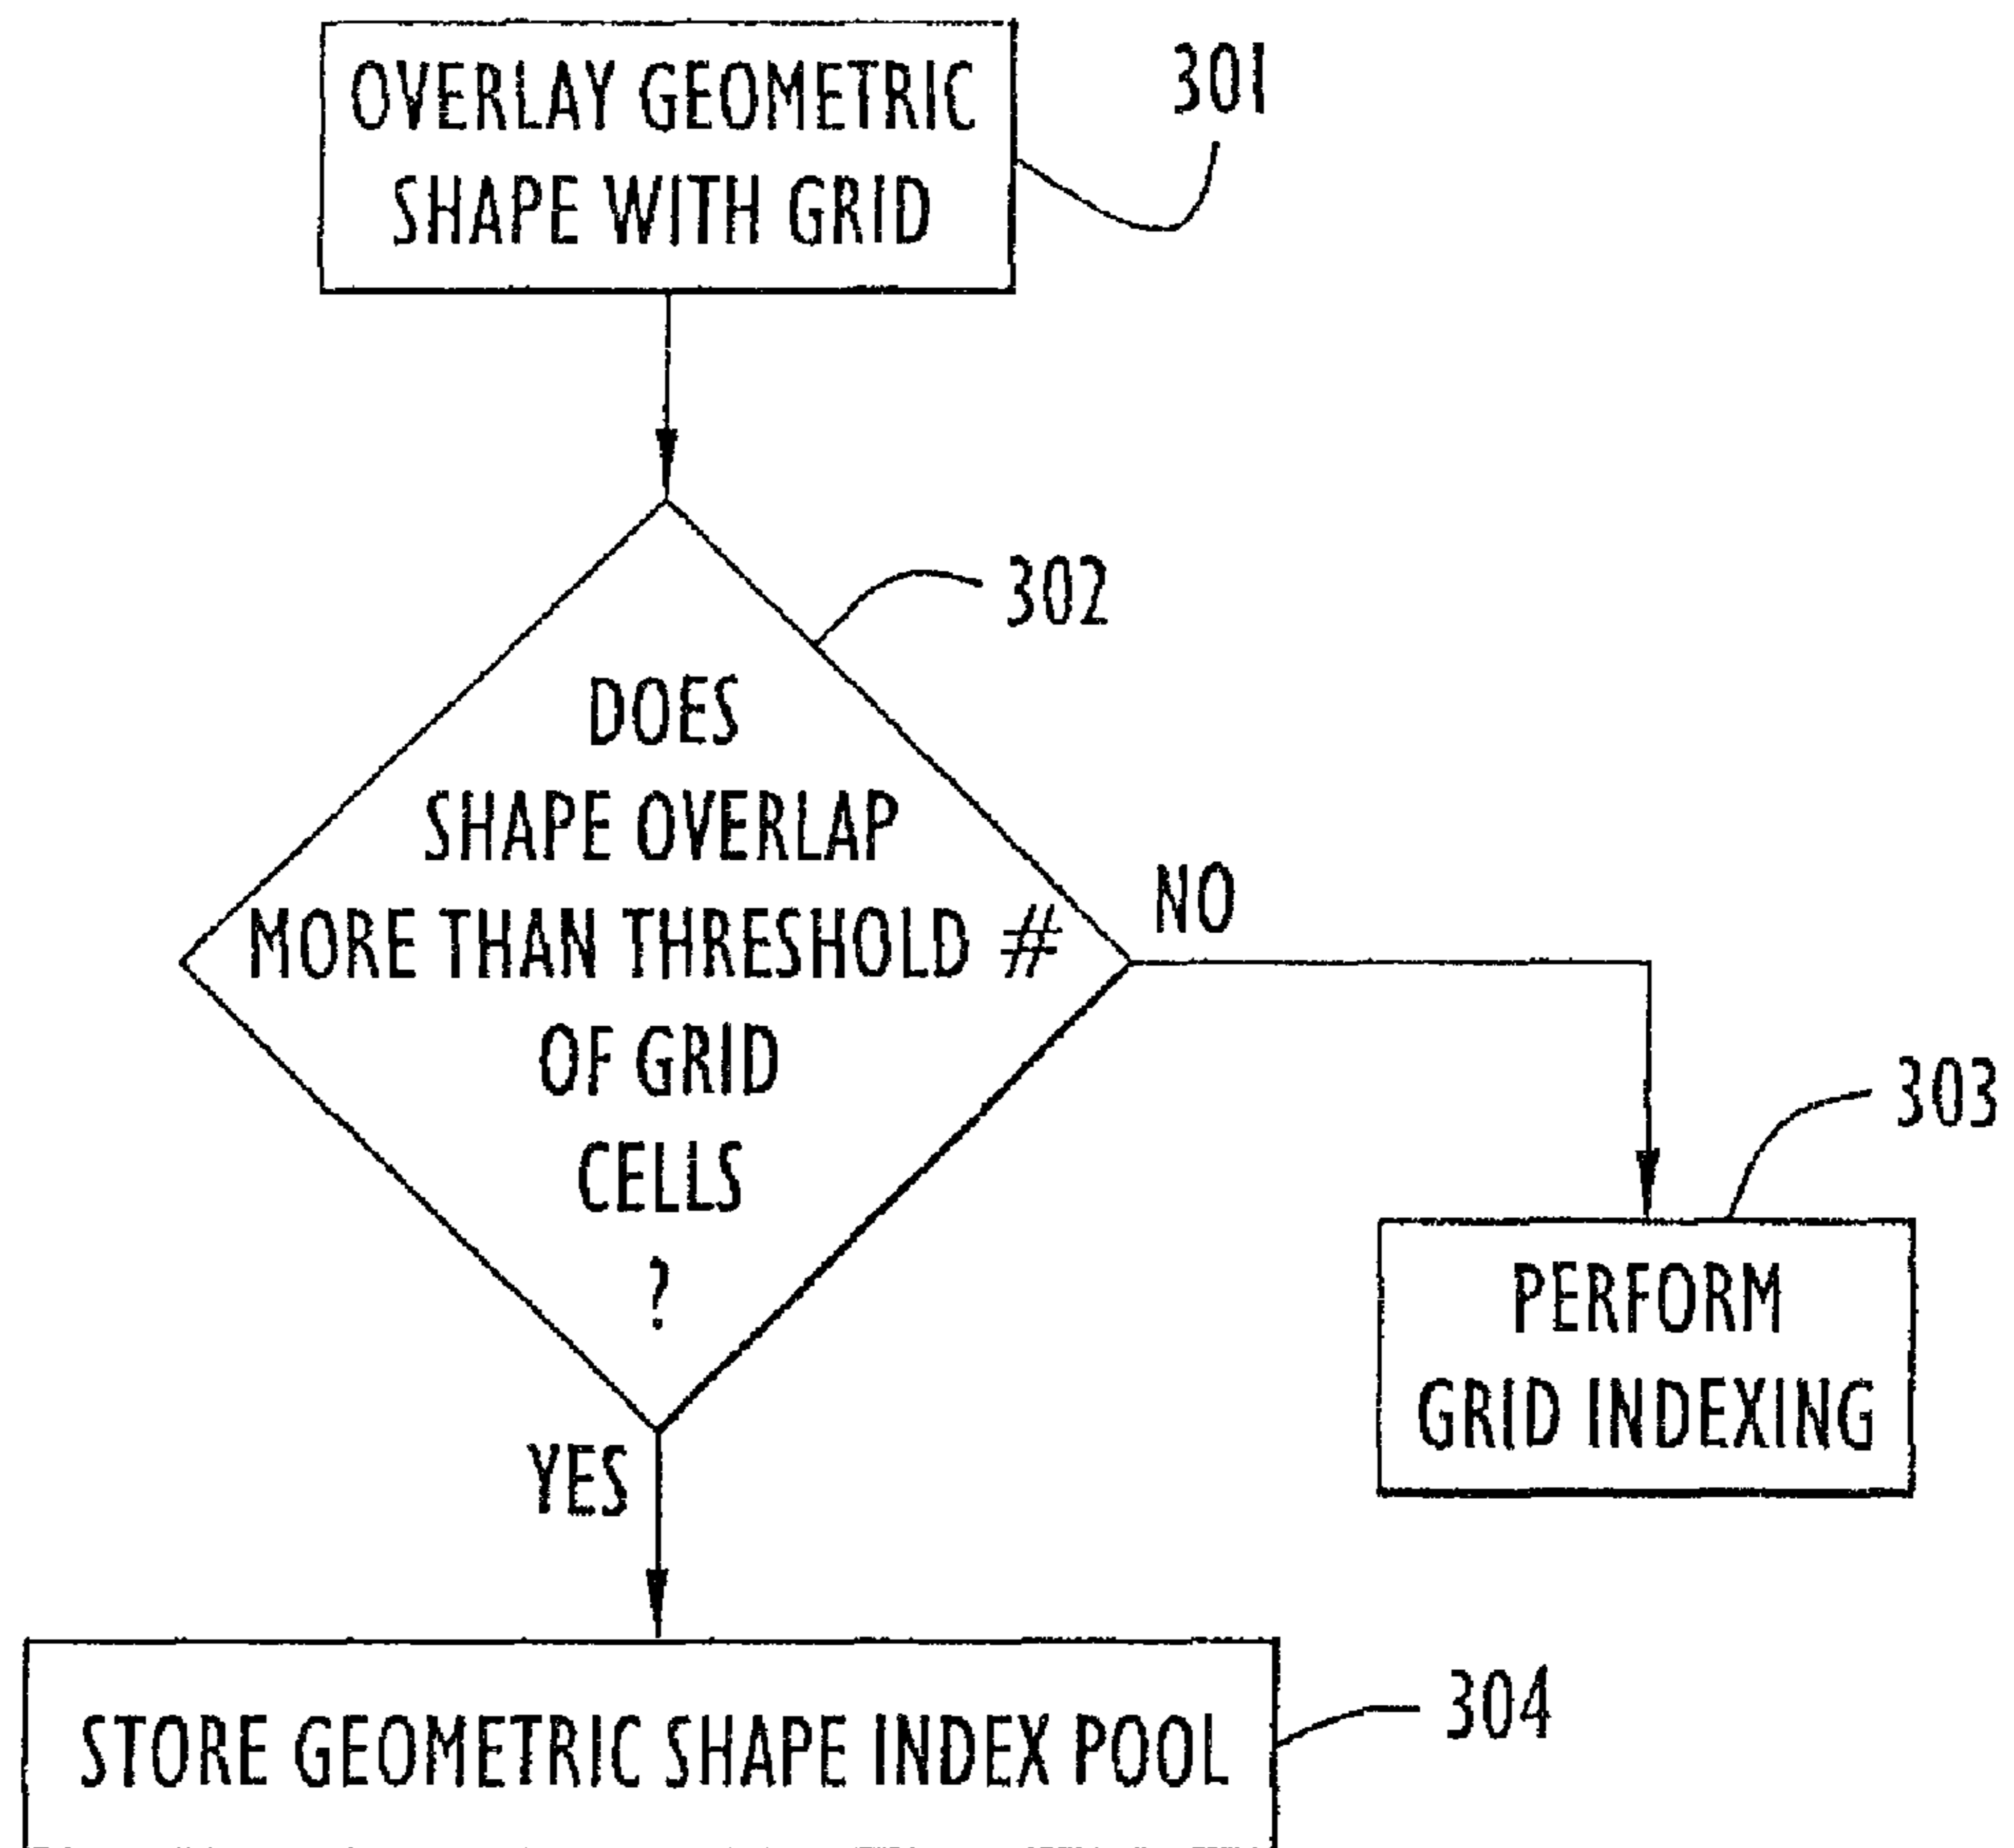 OVERLAY GEOMETRIC
SHAPE WITH GRID
301
302
DOES
SHAPE OVERLAP
MORE THAN THRESHOLD #
OF GRID
CELLS
?
NO
303
PERFORM
GRID INDEXING
YES
STORE GEOMETRIC SHAPE INDEX POOL
304